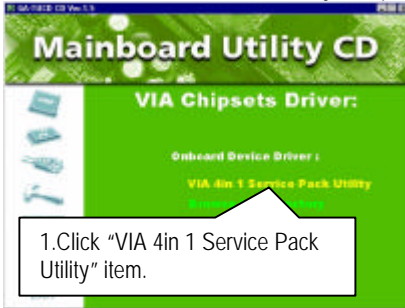 Mainboard Utility CD
VIA Chipsets Driver:
Onboard Device Driver :
VIA 4in 1 Service Pack Utility
1.Click “VIA 4in 1 Service Pack
Utility” item.